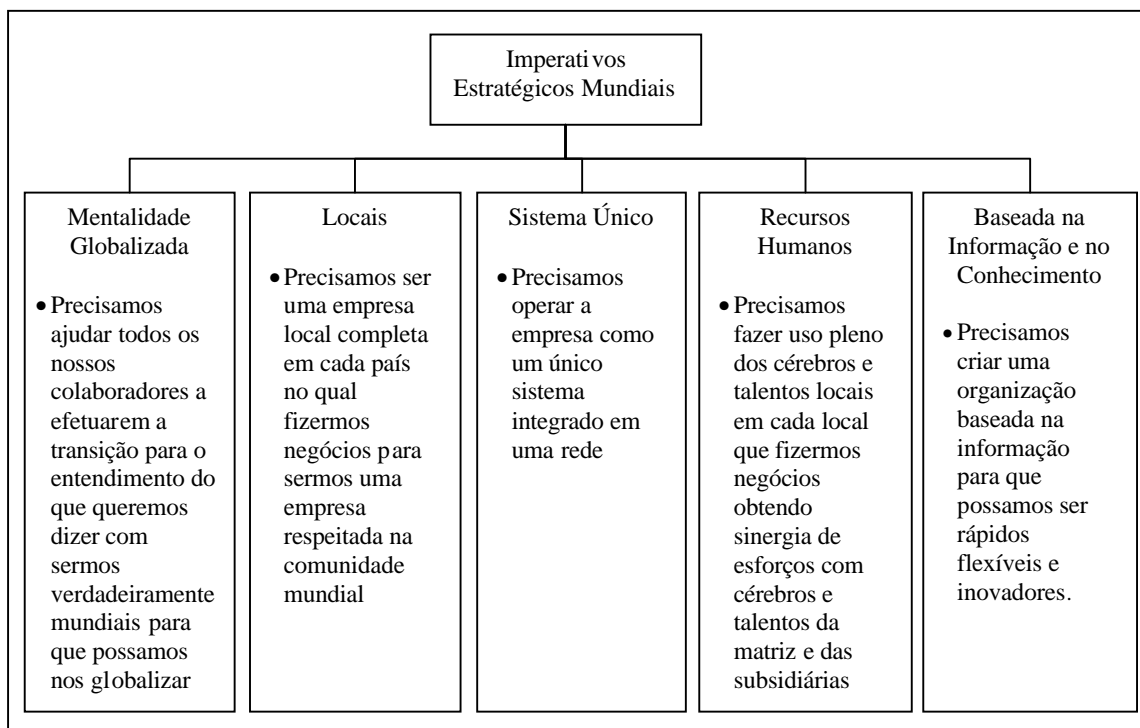 Imperativos
Estratégicos Mundiais
Mentalidade
Globalizada
• Precisamos
ajudar todos os
nossos
colaboradores a
efetuarem a
transição para o
entendimento do
que queremos
dizer com
sermos
verdadeiramente
mundiais para
que possamos
nos globalizar
Locais
• Precisamos ser
uma empresa
local completa
em cada país
no qual
fizermos
negócios para
sermos uma
empresa
respeitada na
comunidade
mundial
Sistema Único
• Precisamos
operar a
empresa como
um único
sistema
integrado em
uma rede
Recursos
Humanos
• Precisamos
fazer uso pleno
dos cérebros e
talentos locais
em cada local
que fizermos
negócios
obtendo
sinergia de
esforços com
cérebros e
talentos da
matriz e das
subsidiárias
Baseada na
Informação e no
Conhecimento
• Precisamos
criar uma
organização
baseada na
informação
para que
possamos ser
rápidos
flexíveis e
inovadores.